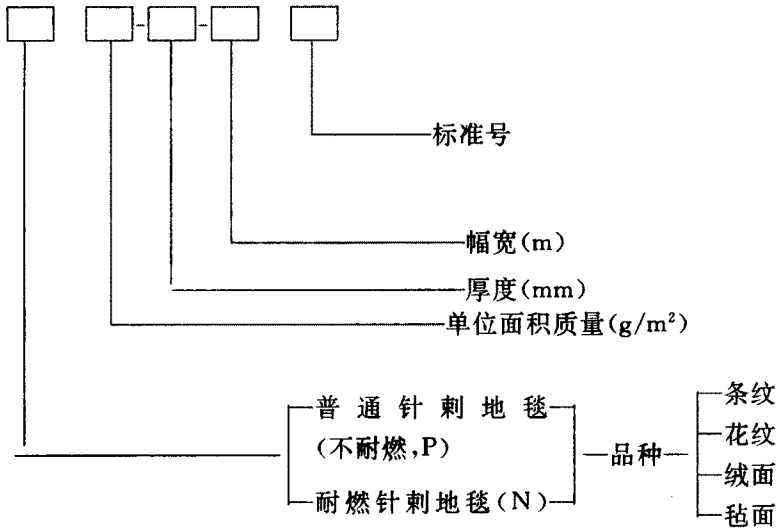 标准号
幅宽(m)
厚度(mm)
单位面积质量(g/m²)
普通针刺地毯
(不耐燃,P)
耐燃针刺地毯(N)
品种
条纹
花纹
绒面
毡面